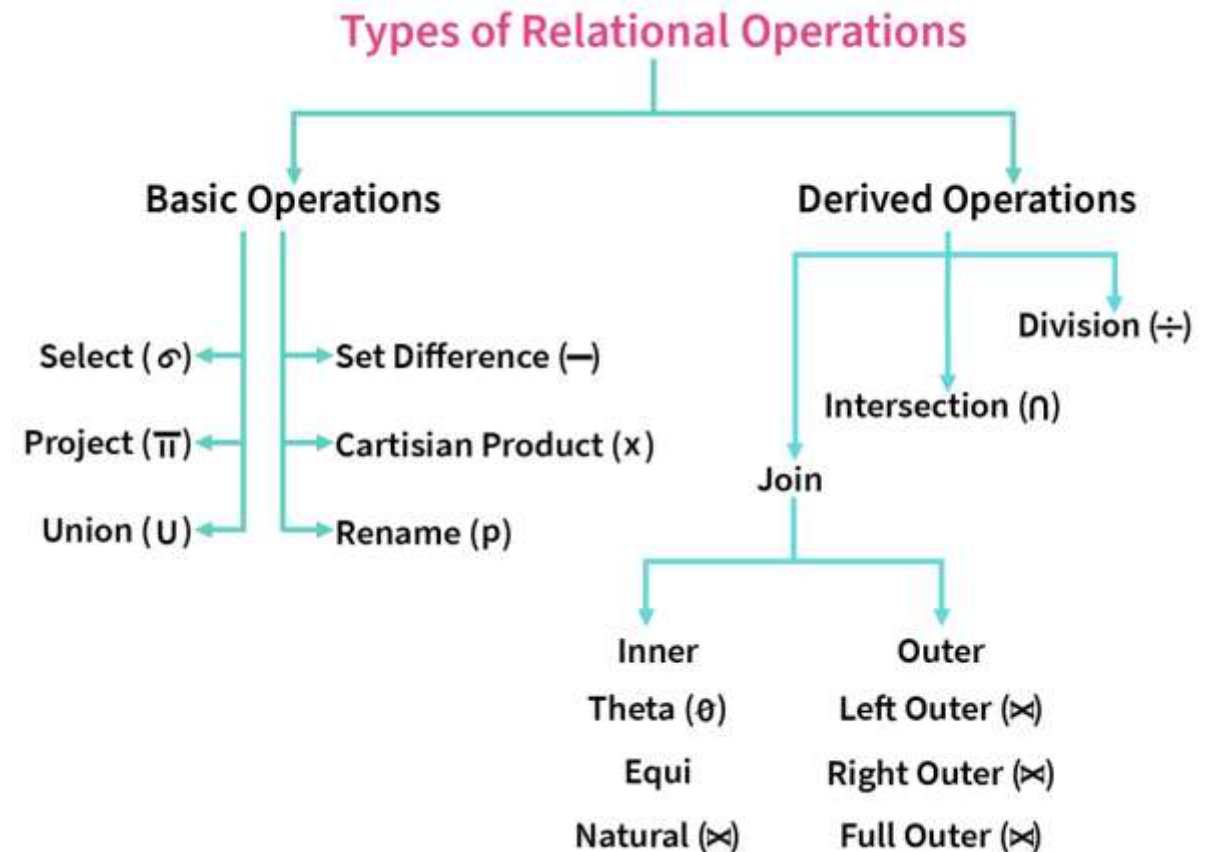 Types of Relational Operations
Basic Operations
Derived Operations
Select (σ)
Project (π)
Union (∪)
Set Difference (—)
Cartisian Product (x)
Rename (p)
Division (÷)
Intersection (∩)
Join
Inner
Theta (θ)
Equi
Natural (⋈)
Outer
Left Outer (⋈)
Right Outer (⋈)
Full Outer (⋈)